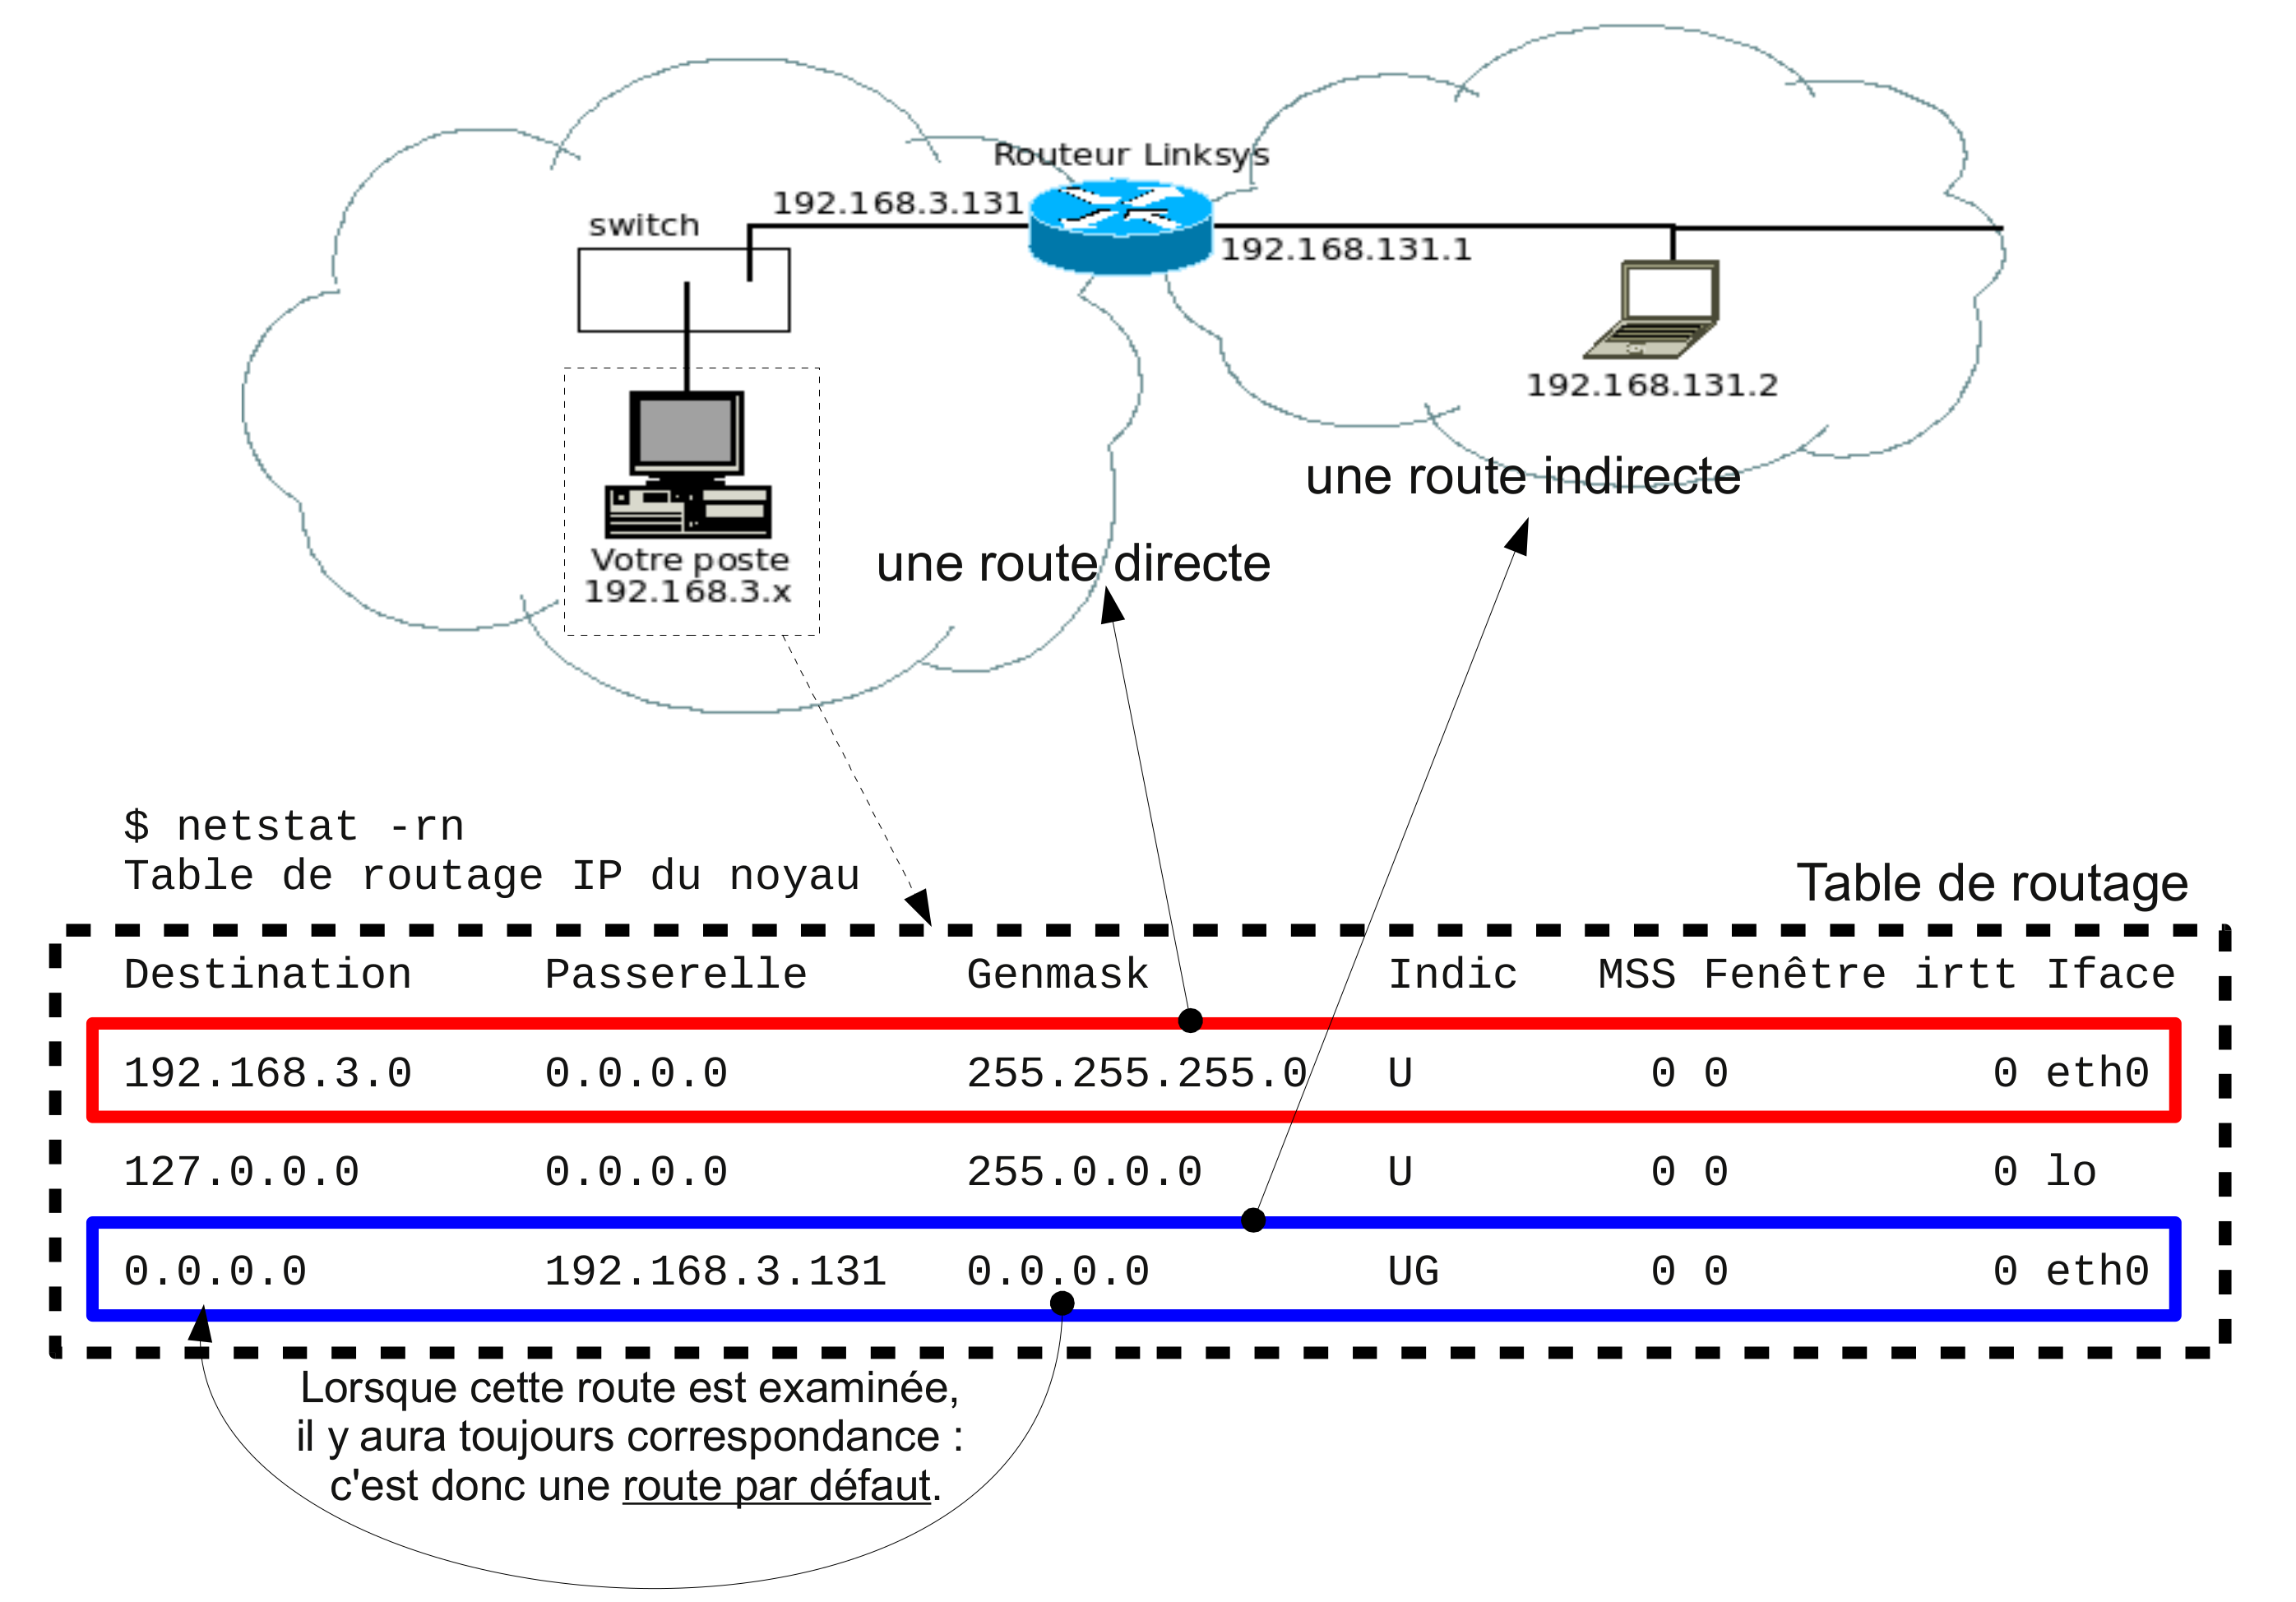 Routeur Linksys
192.168.3.131
switch
192.168.131.1
192.168.131.2
une route indirecte
une route directe
Votre poste
192.168.3.x
$ netstat -rn
Table de routage IP du noyau
Table de routage
Destination Passerelle Genmask Indic MSS Fenêtre irtt Iface
192.168.3.0 0.0.0.0 255.255.255.0 U 0 0 0 eth0
127.0.0.0 0.0.0.0 255.0.0.0 U 0 0 0 lo
0.0.0.0 192.168.3.131 0.0.0.0 UG 0 0 0 eth0
Lorsque cette route est examinée,
il y aura toujours correspondance :
c'est donc une route par défaut.